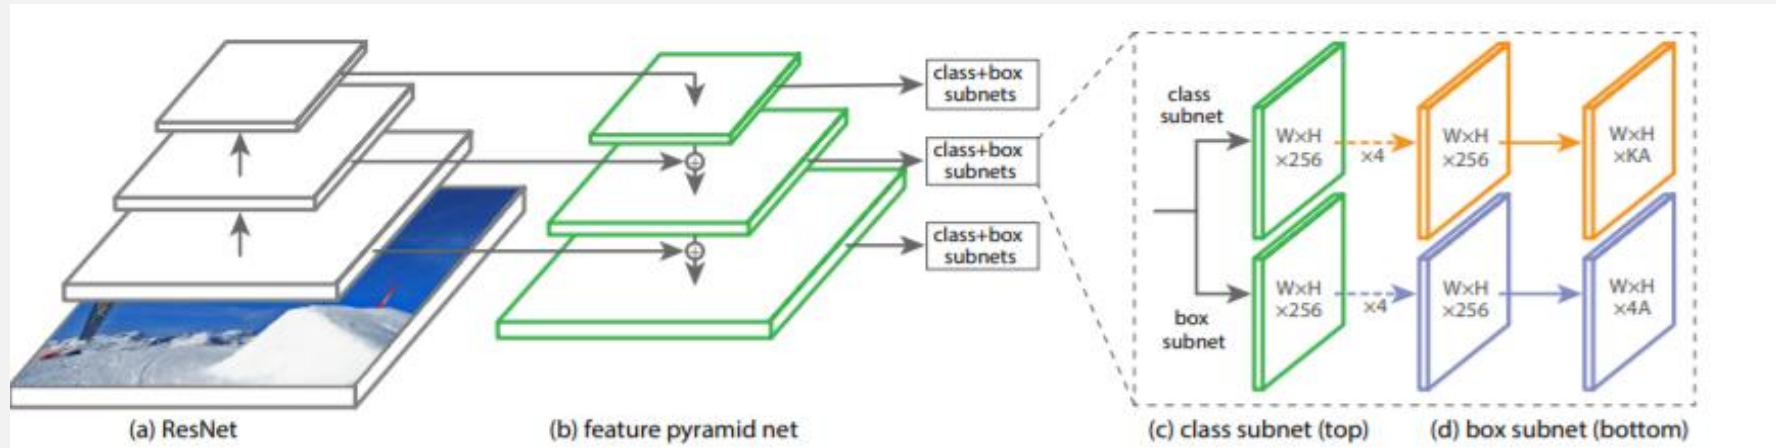 class+box
subnets
class+box
subnets
class+box
subnets
class
subnet
W×H
×256
×4
W×H
×256
W×H
×KA
box
subnet
W×H
×256
×4
W×H
×256
W×H
×4A
(a) ResNet
(b) feature pyramid net
(c) class subnet (top)
(d) box subnet (bottom)